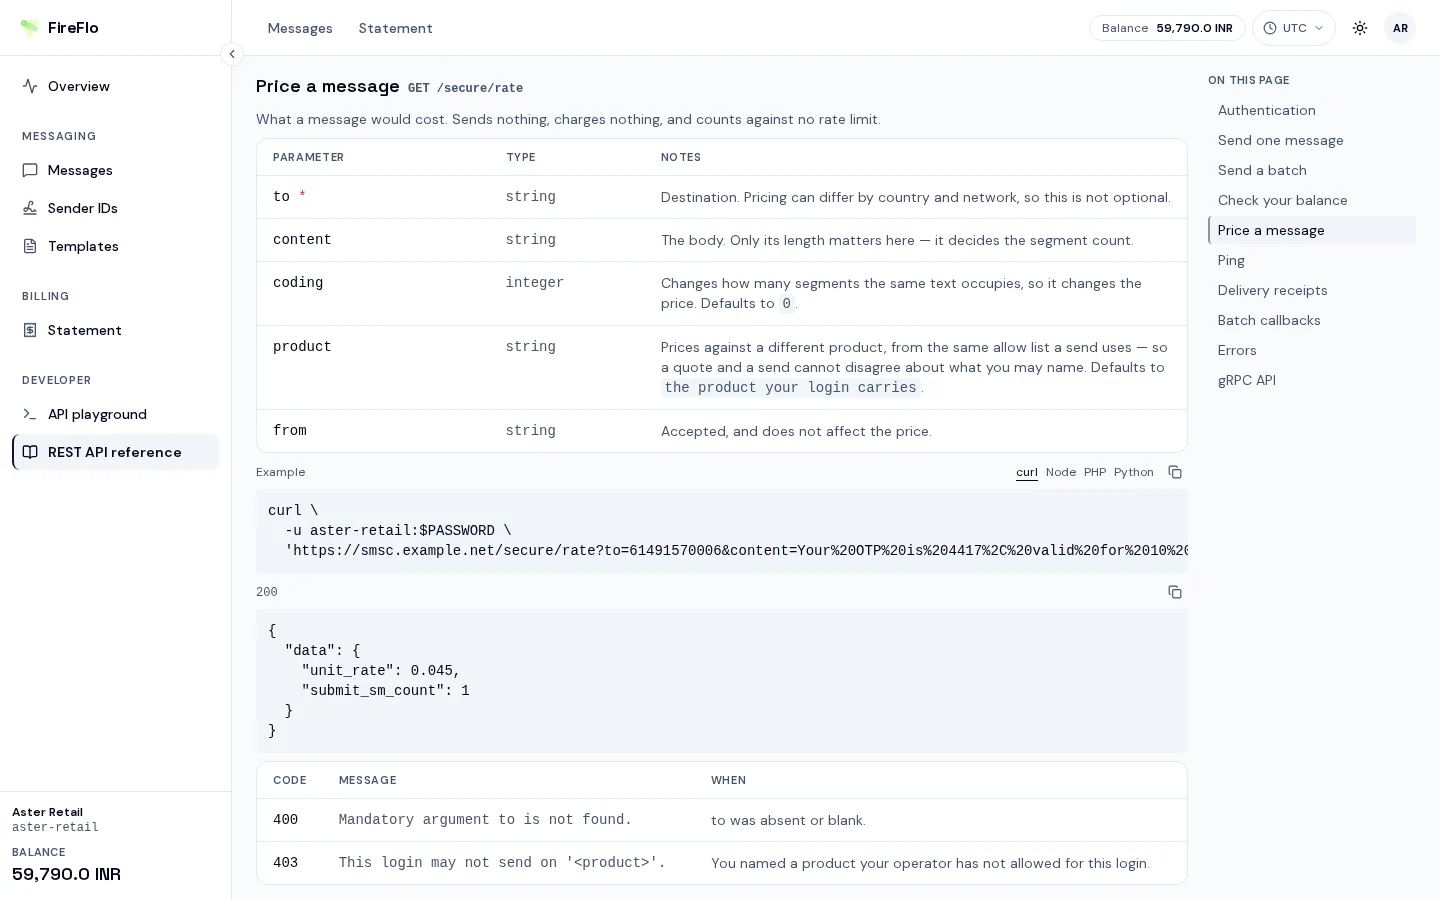 FireFlo
Messages
Statement
Balance 59,790.0 INR
UTC
AR
Overview
MESSAGING
Messages
Sender IDs
Templates
BILLING
Statement
DEVELOPER
API playground
REST API reference
Aster Retail
aster-retail
BALANCE
59,790.0 INR
Price a message GET /secure/rate
What a message would cost. Sends nothing, charges nothing, and counts against no rate limit.
PARAMETER TYPE NOTES
to * string Destination. Pricing can differ by country and network, so this is not optional.
content string The body. Only its length matters here — it decides the segment count.
coding integer Changes how many segments the same text occupies, so it changes the
price. Defaults to 0.
product string Prices against a different product, from the same allow list a send uses — so
a quote and a send cannot disagree about what you may name. Defaults to
the product your login carries.
from string Accepted, and does not affect the price.
Example curl Node PHP Python
curl \
-u aster-retail:$PASSWORD \
'https://smsc.example.net/secure/rate?to=61491570006&content=Your%20OTP%20is%204417%2C%20valid%20for%2010%20
200
{
"data": {
"unit_rate": 0.045,
"submit_sm_count": 1
}
}
CODE MESSAGE WHEN
400 Mandatory argument to is not found. to was absent or blank.
403 This login may not send on '<product>'. You named a product your operator has not allowed for this login.
ON THIS PAGE
Authentication
Send one message
Send a batch
Check your balance
Price a message
Ping
Delivery receipts
Batch callbacks
Errors
gRPC API